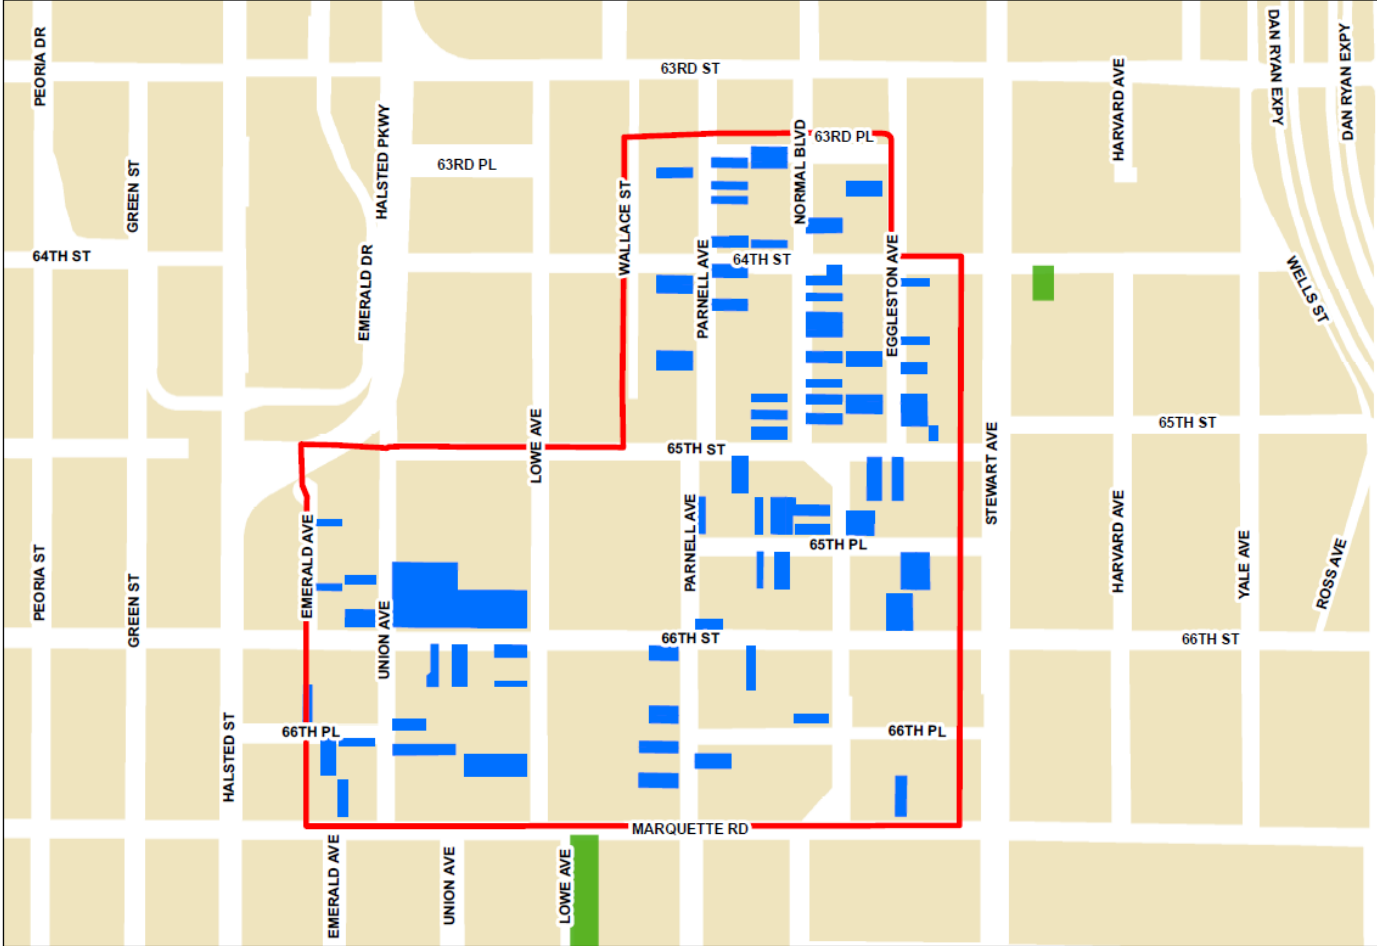 PEORIA DR
63RD ST
HARVARD AVE
DAN RYAN EXPY
DAN RYAN EXPY
HALSTED PKWY
GREEN ST
63RD PL
63RD PL
NORMAL BLVD
WALLACE ST
64TH ST
EMERALD DR
PARNELL AVE
64TH ST
EGGLESTON AVE
WELLS ST
LOWE AVE
65TH ST
STEWART AVE
65TH ST
PEORIA ST
GREEN ST
EMERALD AVE
UNION AVE
PARNELL AVE
65TH PL
HARVARD AVE
YALE AVE
ROSS AVE
66TH ST
66TH ST
HALSTED ST
66TH PL
66TH PL
MARQUETTE RD
EMERALD AVE
UNION AVE
LOWE AVE